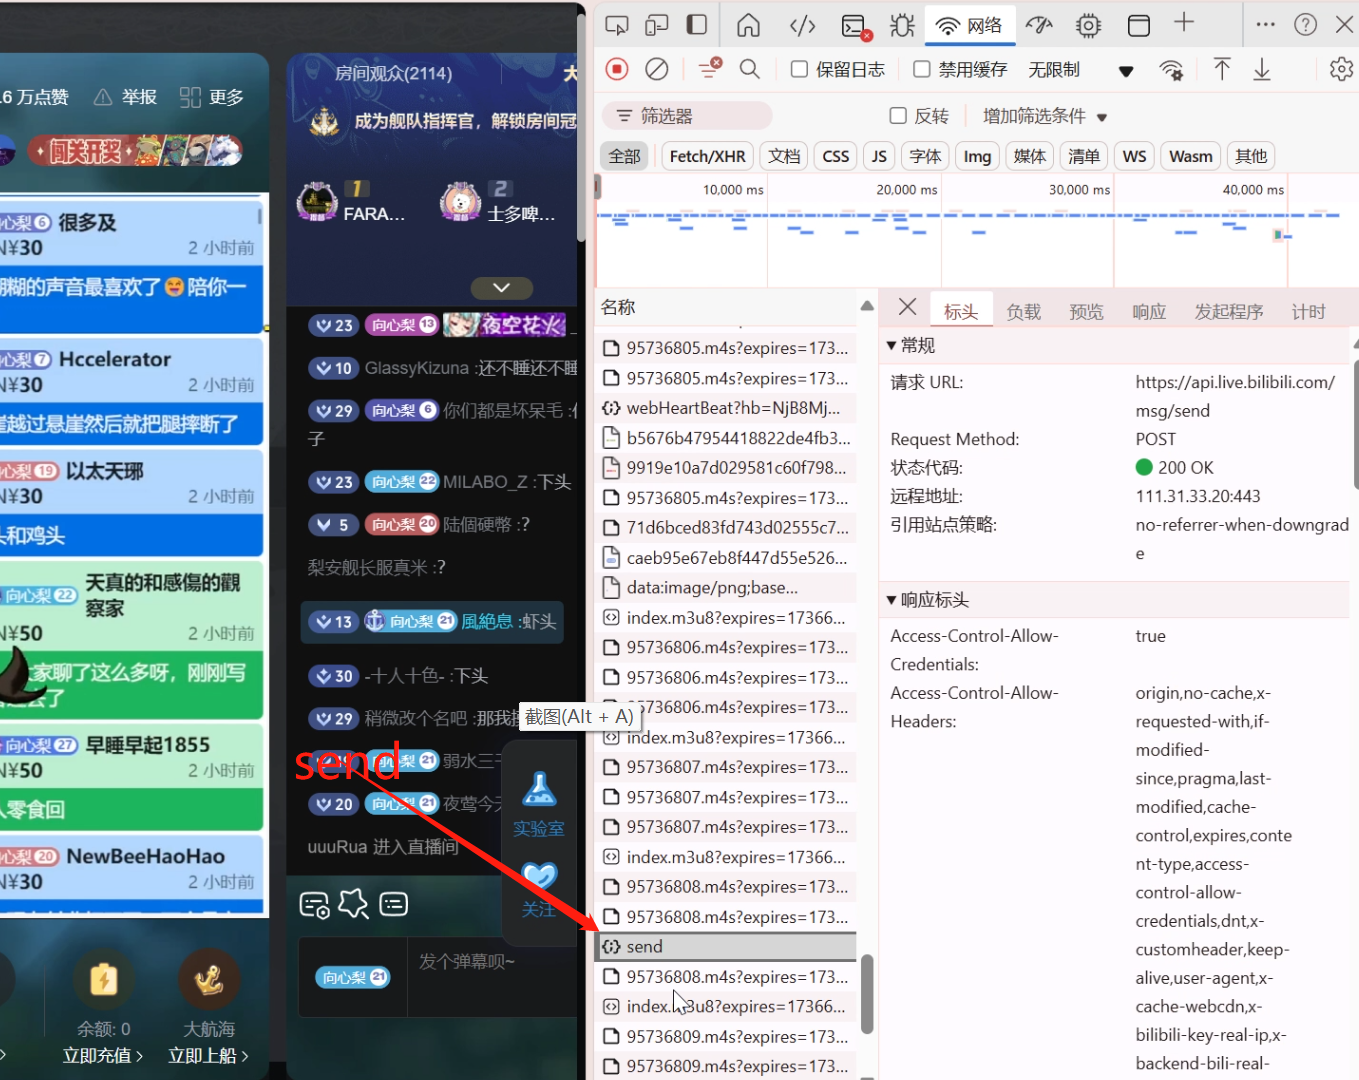 .6 万点赞
举报
更多
闯关开奖
心梨 6 很多及
N¥30
2 小时前
糊的声音最喜欢了😆陪你一
心梨 7 Hccelerator
N¥30
2 小时前
越过悬崖然后就把腿摔断了
心梨 19 以太天琊
N¥30
2 小时前
头和鸡头
向心梨 22 天真的和感傷的觀
察家
N¥50
2 小时前
家聊了这么多呀，刚刚写
去了
向心梨 27 早睡早起1855
N¥50
2 小时前
人零食回
心梨 20 NewBeeHaoHao
N¥30
2 小时前
余额: 0
立即充值 >
大航海
立即上船 >
房间观众(2114)
大
成为舰队指挥官，解锁房间冠
1
FARA...
2
士多啤...
23 向心梨 13 夜空花火
10 GlassyKizuna :还不睡还不睡
29 向心梨 6 你们都是坏呆毛 :
子
23 向心梨 22 MILABO_Z :下头
5 向心梨 20 陆個硬幣 :?
梨安舰长服真米 :?
13 向心梨 21 風絶息 :虾头
30 -十人十色- :下头
29 稍微改个名吧 :那我
截图(Alt + A)
send
心梨 21 弱水三
20 向心梨 21 夜莺今
uuuRua 进入直播间
实验室
关注
向心梨 21
发个弹幕呗~
网络
保留日志
禁用缓存
无限制
筛选器
反转
增加筛选条件
全部
Fetch/XHR
文档
CSS
JS
字体
Img
媒体
清单
WS
Wasm
其他
10,000 ms
20,000 ms
30,000 ms
40,000 ms
名称
95736805.m4s?expires=173...
95736805.m4s?expires=173...
webHeartBeat?hb=NjB8Mj...
b5676b47954418822de4fb3...
9919e10a7d029581c60f798...
95736805.m4s?expires=173...
71d6bced83fd743d02555c7...
caeb95e67eb8f447d55e526...
data:image/png;base...
index.m3u8?expires=17366...
95736806.m4s?expires=173...
95736806.m4s?expires=173...
95736806.m4s?expires=173...
95736806.m4s?expires=173...
index.m3u8?expires=17366...
95736807.m4s?expires=173...
95736807.m4s?expires=173...
95736807.m4s?expires=173...
index.m3u8?expires=17366...
95736808.m4s?expires=173...
95736808.m4s?expires=173...
send
95736808.m4s?expires=173...
index.m3u8?expires=17366...
95736809.m4s?expires=173...
95736809.m4s?expires=173...
标头
负载
预览
响应
发起程序
计时
常规
请求 URL:
https://api.live.bilibili.com/
msg/send
Request Method:
POST
状态代码:
200 OK
远程地址:
111.31.33.20:443
引用站点策略:
no-referrer-when-downgrad
e
响应标头
Access-Control-Allow-
Credentials:
true
Access-Control-Allow-
Headers:
origin,no-cache,x-
requested-with,if-
modified-
since,pragma,last-
modified,cache-
control,expires,conte
nt-type,access-
control-allow-
credentials,dnt,x-
customheader,keep-
alive,user-agent,x-
cache-webcdn,x-
bilibili-key-real-ip,x-
backend-bili-real-